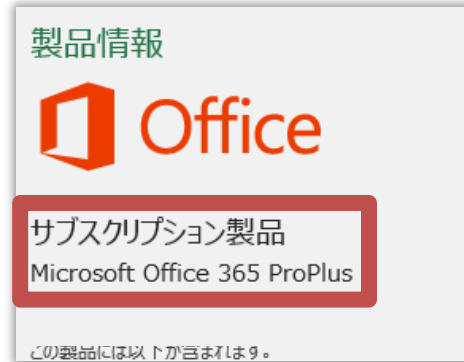 製品情報
Office
サブスクリプション製品
Microsoft Office 365 ProPlus
この製品には以下が含まれます。